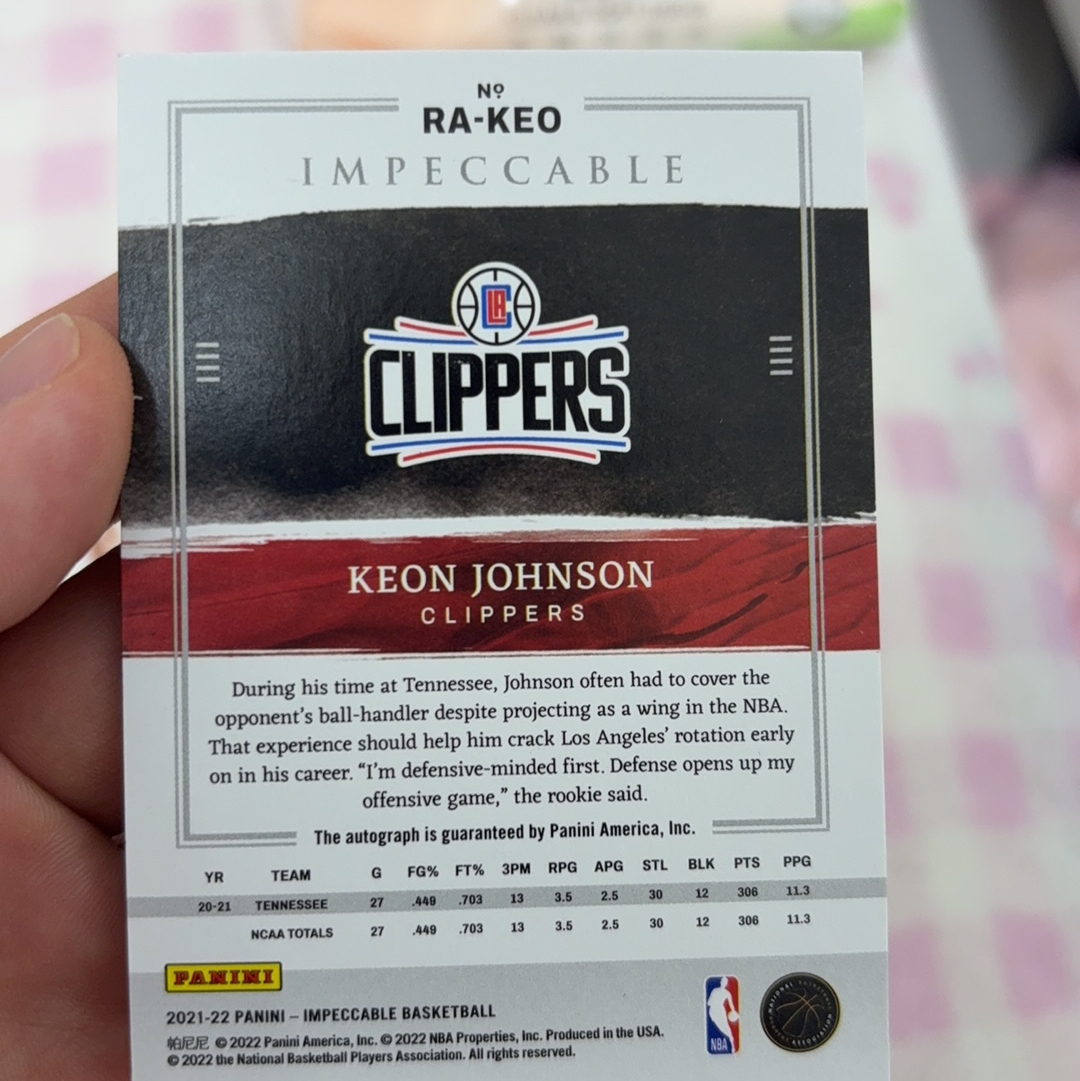 Nº
RA-KEO
IMPECCABLE
LAC
CLIPPERS
KEON JOHNSON
CLIPPERS
During his time at Tennessee, Johnson often had to cover the
opponent's ball-handler despite projecting as a wing in the NBA.
That experience should help him crack Los Angeles' rotation early
on in his career. “I'm defensive-minded first. Defense opens up my
offensive game,” the rookie said.
The autograph is guaranteed by Panini America, Inc.
YR TEAM G FG% FT% 3PM RPG APG STL BLK PTS PPG
20-21 TENNESSEE 27 .449 .703 13 3.5 2.5 30 12 306 11.3
NCAA TOTALS 27 .449 .703 13 3.5 2.5 30 12 306 11.3
PANINI
2021-22 PANINI – IMPECCABLE BASKETBALL
帕尼尼 © 2022 Panini America, Inc. © 2022 NBA Properties, Inc. Produced in the USA.
© 2022 the National Basketball Players Association. All rights reserved.
NBA
NATIONAL BASKETBALL PLAYERS ASSOCIATION